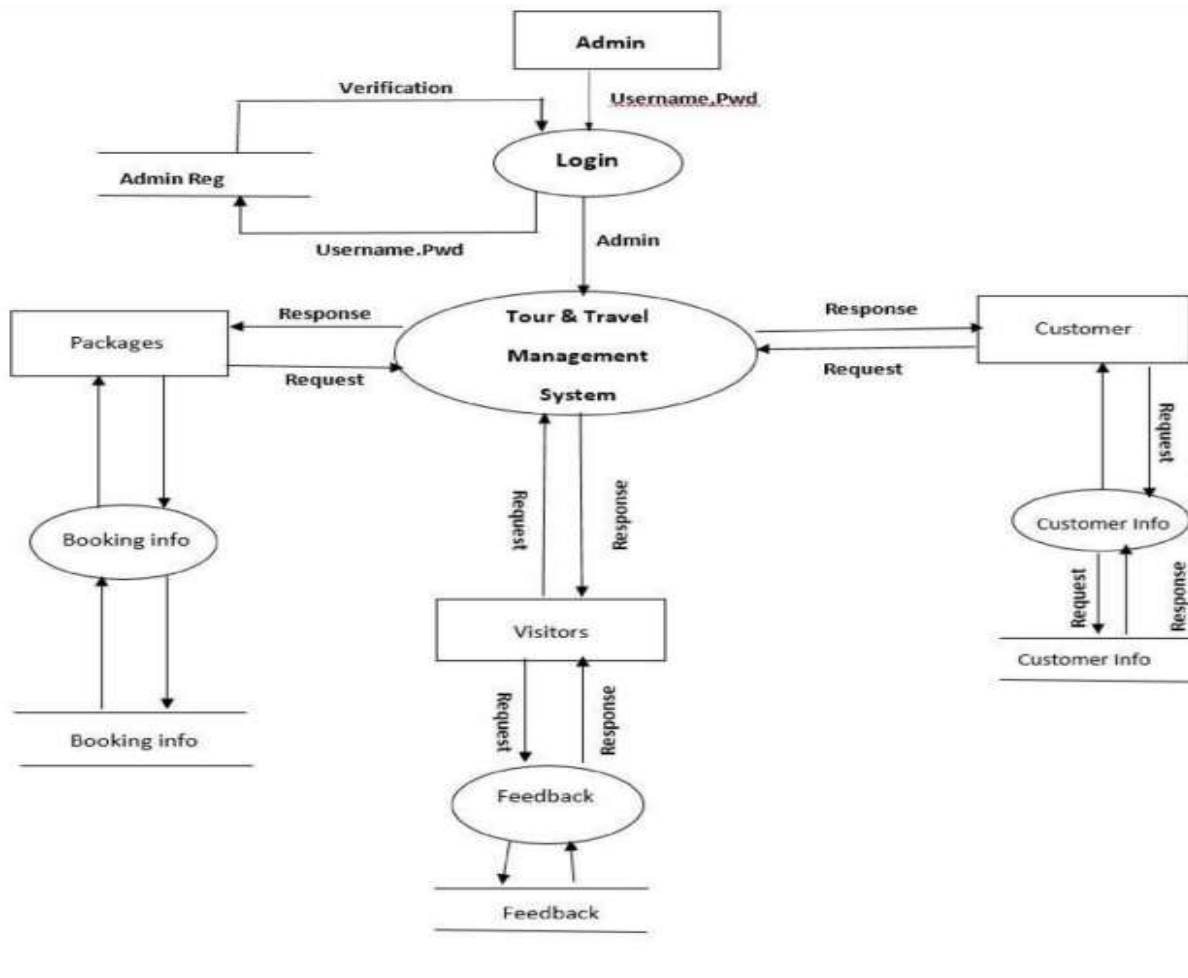 Admin
Verification
Username,Pwd
Login
Admin Reg
Username.Pwd
Admin
Response
Tour & Travel
Management
System
Response
Packages
Customer
Request
Request
Request
Request
Response
Booking info
Customer Info
Request
Response
Visitors
Customer Info
Request
Response
Booking info
Feedback
Feedback